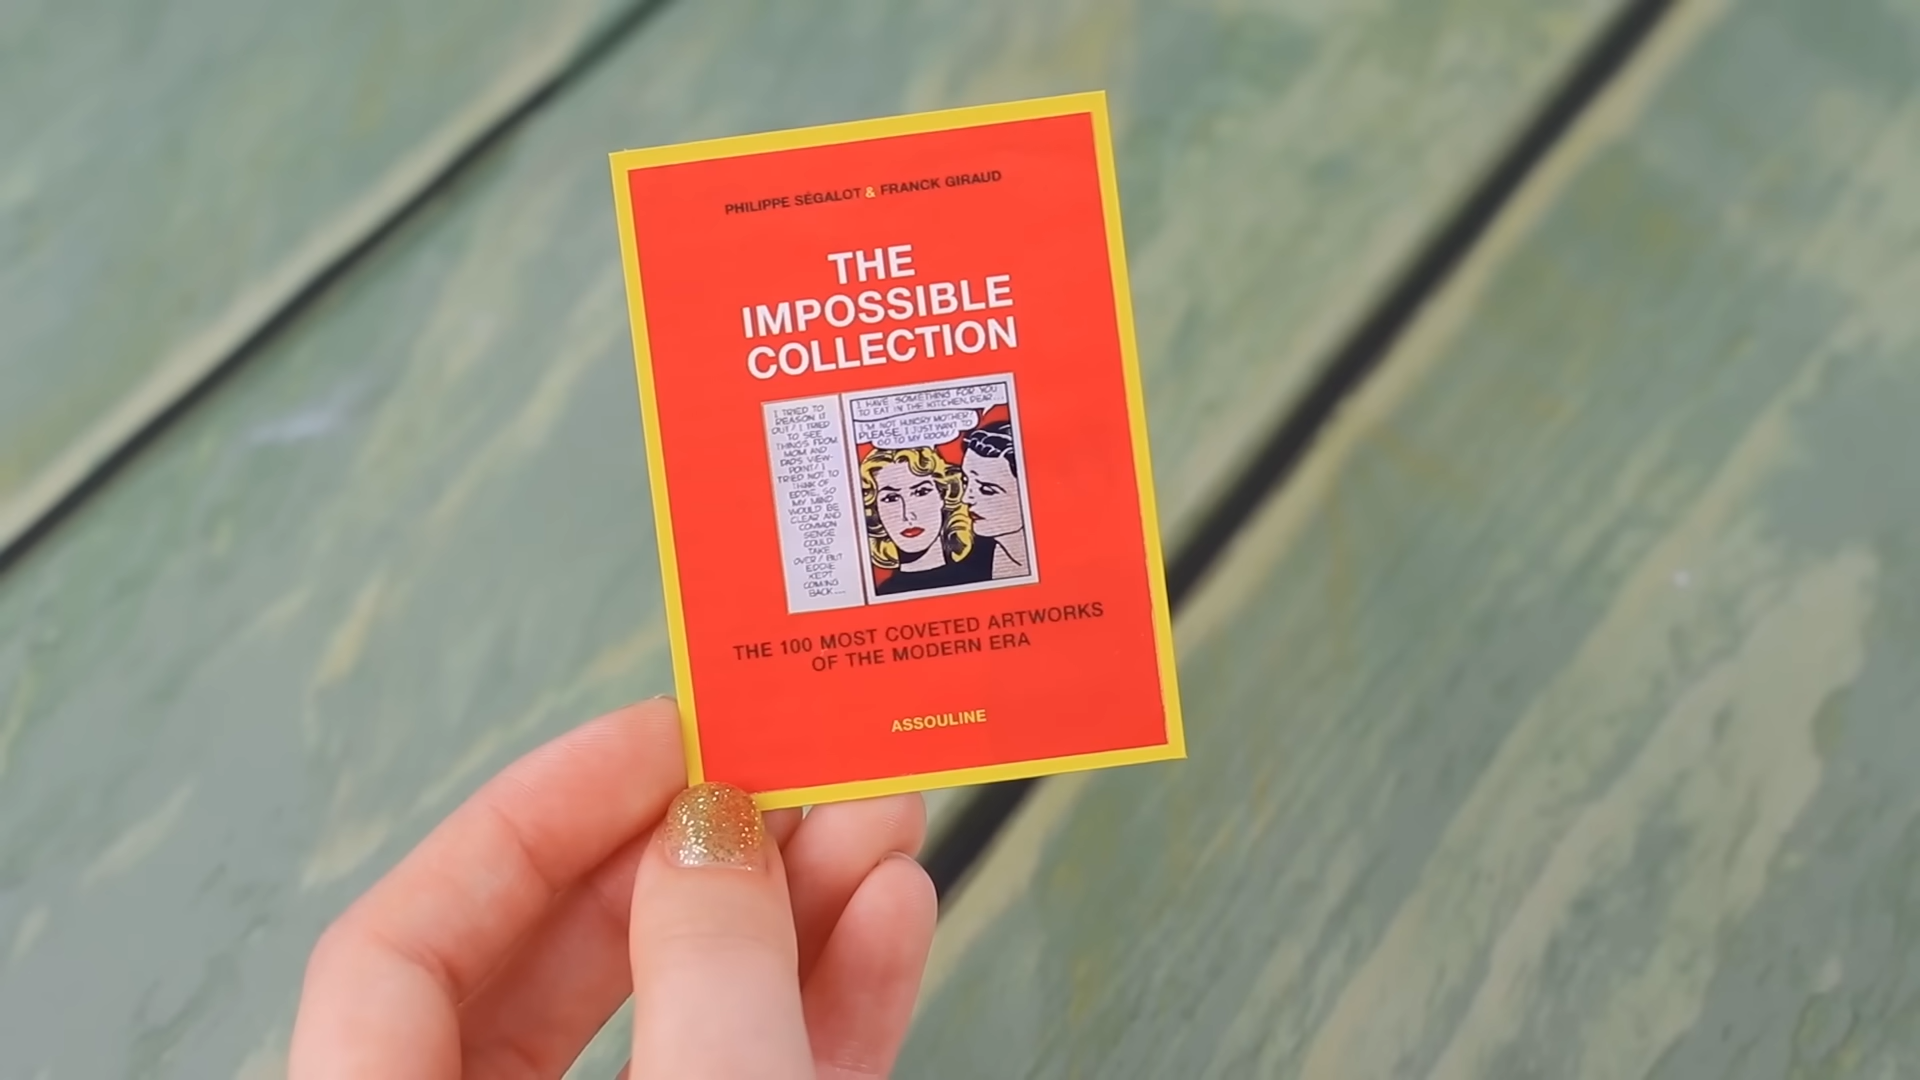 PHILIPPE SÉGALOT & FRANCK GIRAUD
THE
IMPOSSIBLE
COLLECTION
I TRIED TO
REASON IT
OUT! I TRIED
TO SEE
THINGS FROM
MOM AND
DAD'S VIEW-
POINT! I
TRIED NOT TO
THINK OF
EDDIE, SO
MY MIND
WOULD BE
CLEAR AND
COMMON
SENSE
COULD
TAKE
OVER! BUT
EDDIE
KEPT
COMING
BACK....
I HAVE SOMETHING FOR YOU
TO EAT IN THE KITCHEN, DEAR...
I'M NOT HUNGRY MOTHER!
PLEASE, I JUST WANT TO
GO TO MY ROOM!
THE 100 MOST COVETED ARTWORKS
OF THE MODERN ERA
ASSOULINE